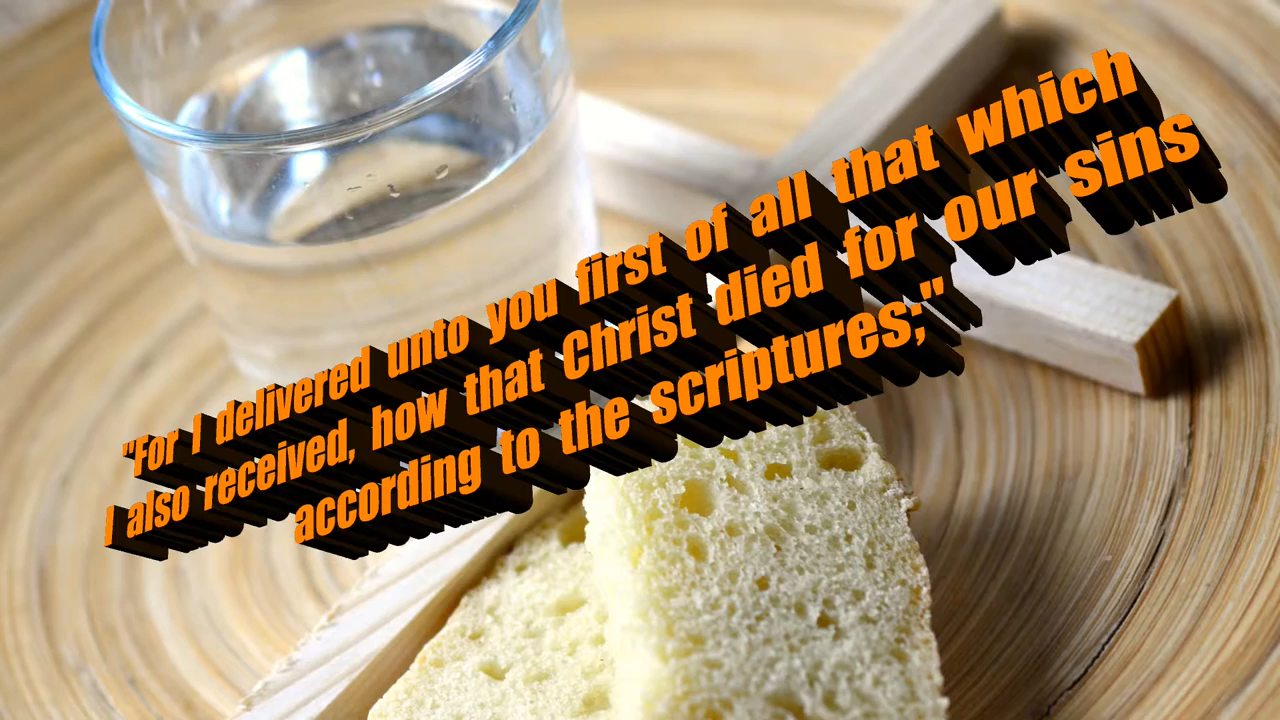 "For I delivered unto you first of all that which
I also received, how that Christ died for our sins
according to the scriptures;"